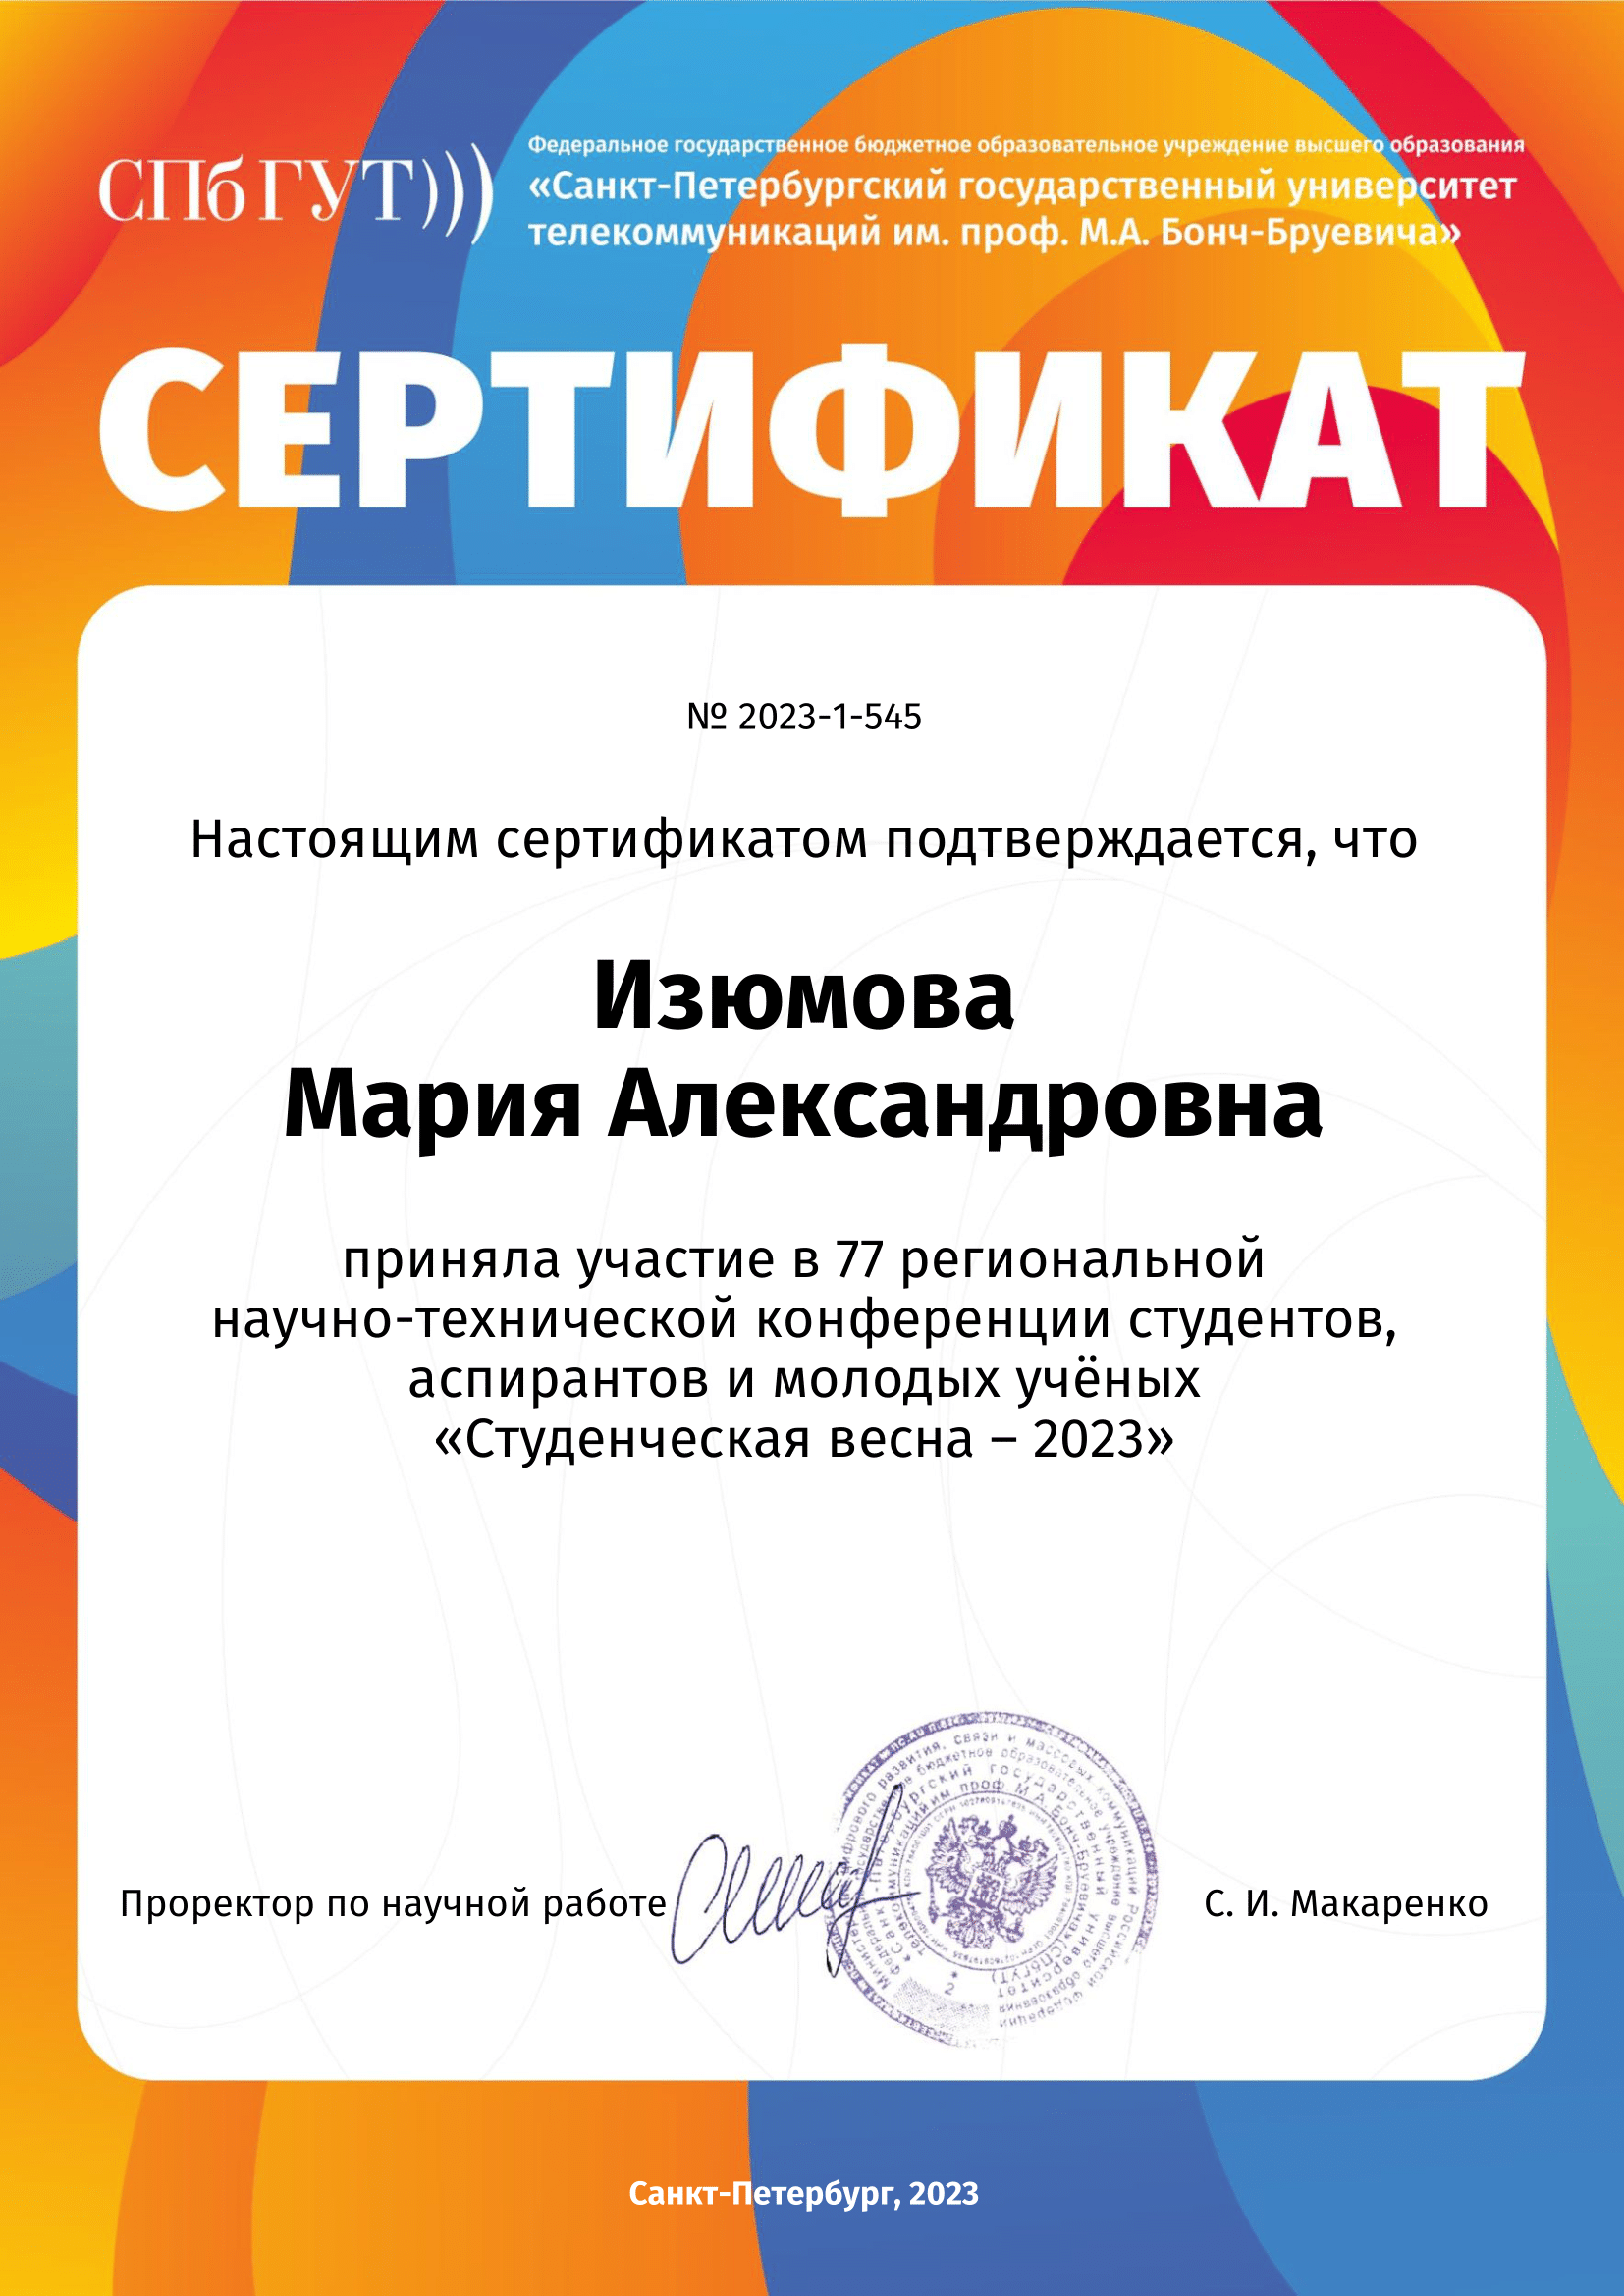 СПбГУТ)))
Федеральное государственное бюджетное образовательное учреждение высшего образования
«Санкт-Петербургский государственный университет
телекоммуникаций им. проф. М.А. Бонч-Бруевича»
СЕРТИФИКАТ
№ 2023-1-545
Настоящим сертификатом подтверждается, что
Изюмова
Мария Александровна
приняла участие в 77 региональной
научно-технической конференции студентов,
аспирантов и молодых учёных
«Студенческая весна – 2023»
Проректор по научной работе
С. И. Макаренко
Санкт-Петербург, 2023